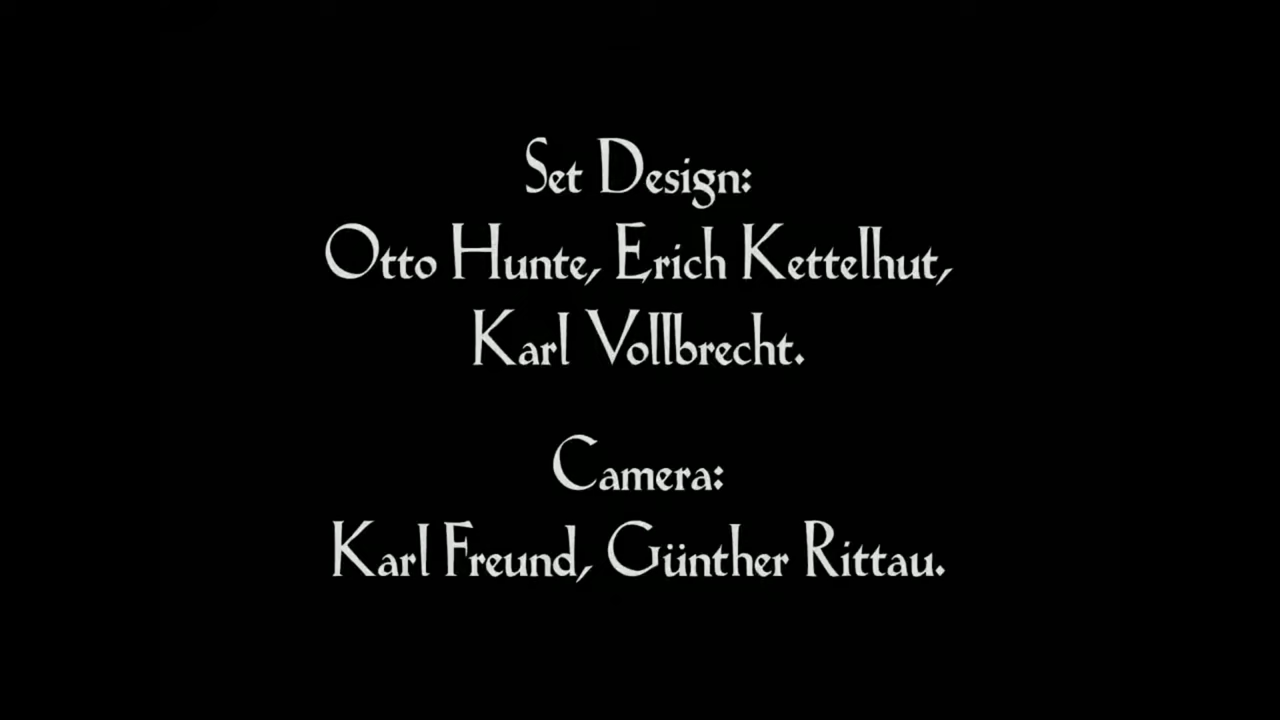 Set Design:
Otto Hunte, Erich Kettelhut,
Karl Vollbrecht.
Camera:
Karl Freund, Günther Rittau.